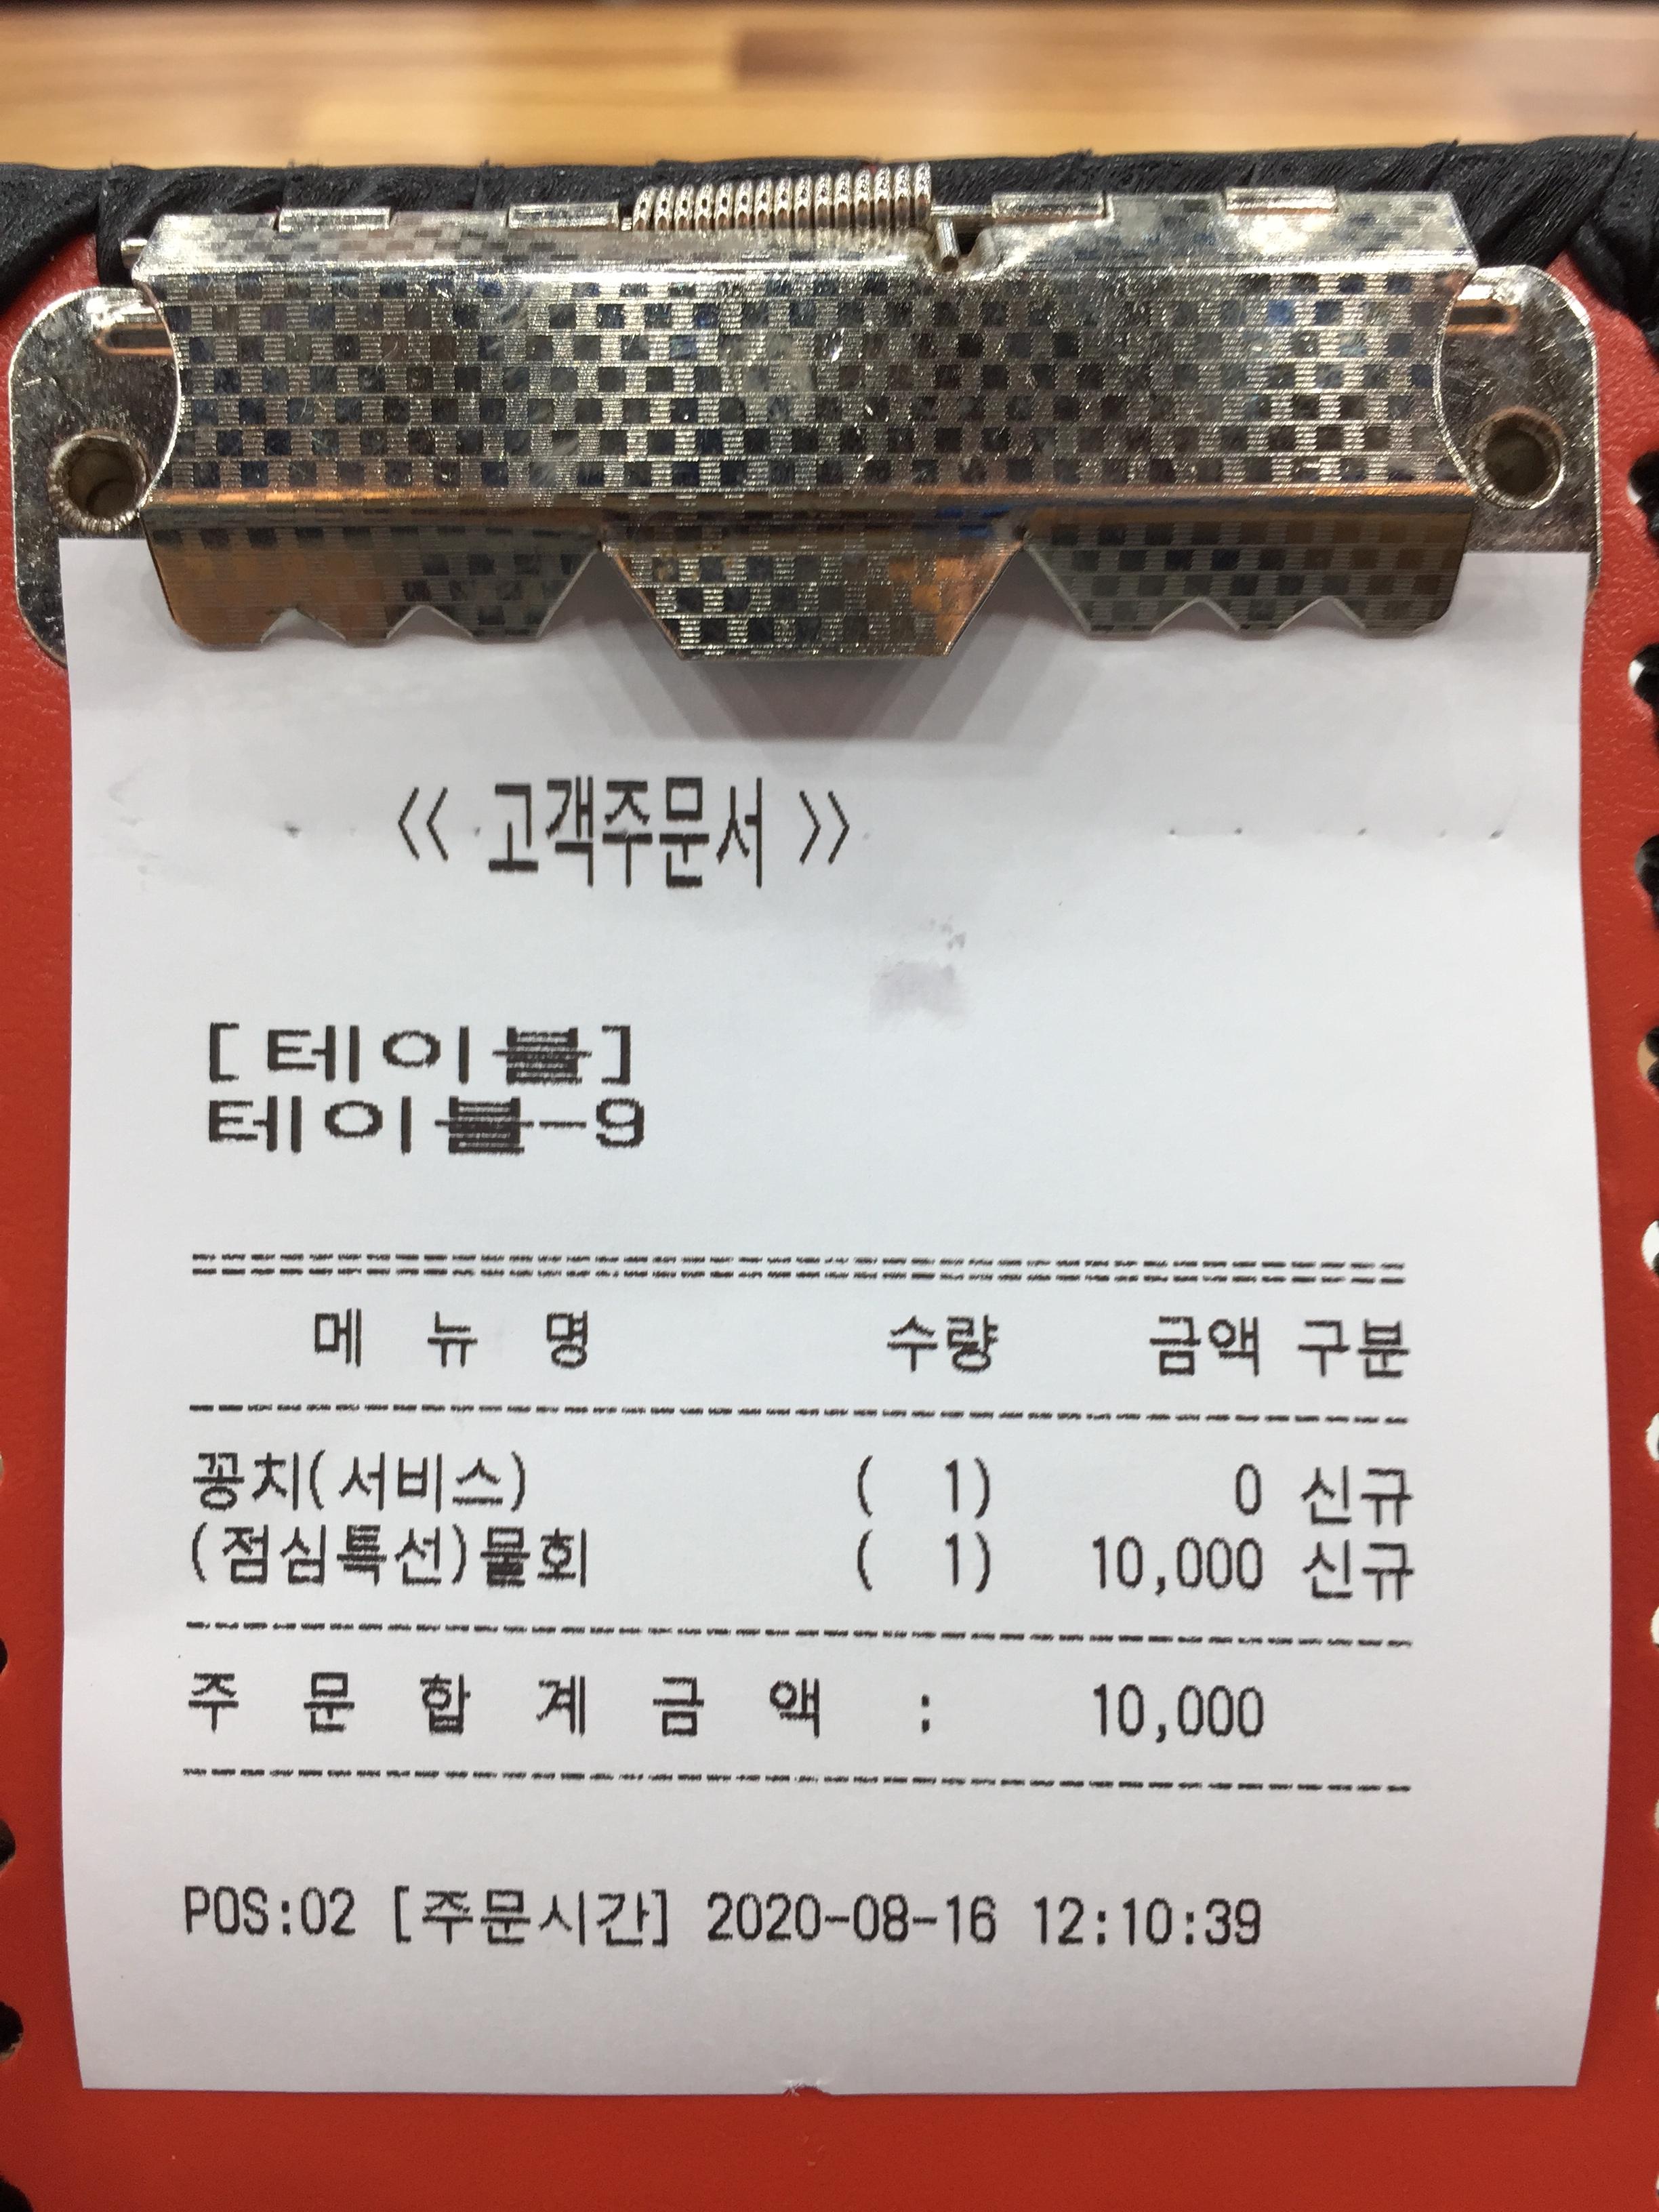 << 고객주문서 >>
[테이블]
테이블-9
메 뉴 명 수량 금액 구분
꽁치(서비스) ( 1) 0 신규
(점심특선)물회 ( 1) 10,000 신규
주 문 합 계 금 액 : 10,000
POS:02 [주문시간] 2020-08-16 12:10:39